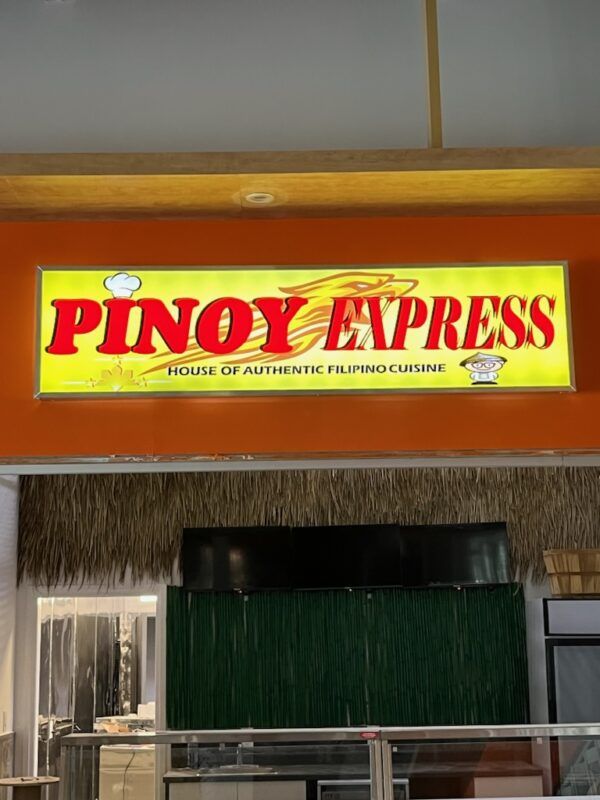 PINOY EXPRESS
HOUSE OF AUTHENTIC FILIPINO CUISINE